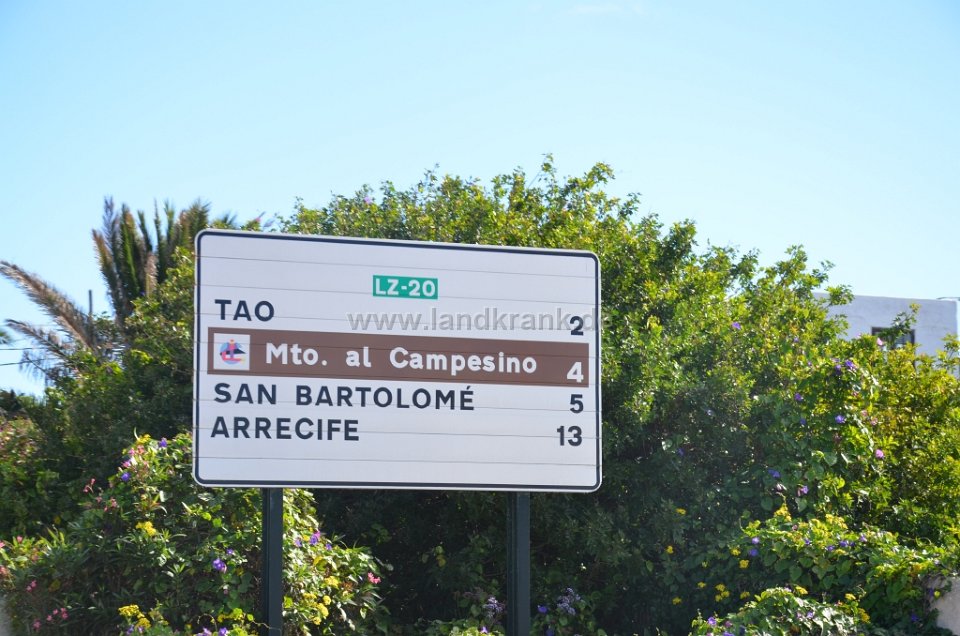 LZ-20
TAO 2
www.landkrank.de
Mto. al Campesino 4
SAN BARTOLOMÉ 5
ARRECIFE 13